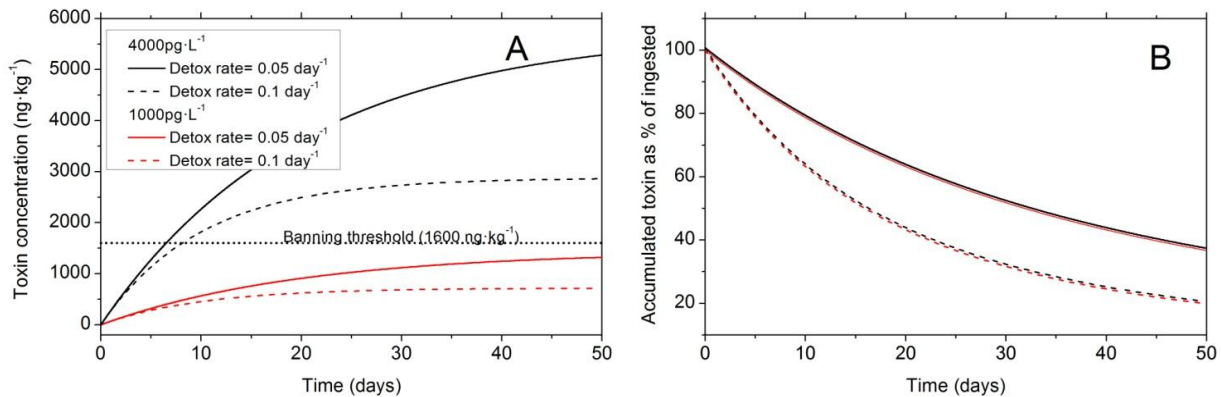 A
Toxin concentration (ng·kg⁻¹)
6000
5000
4000
3000
2000
1000
0
4000pg·L⁻¹
Detox rate= 0.05 day⁻¹
Detox rate= 0.1 day⁻¹
1000pg·L⁻¹
Detox rate= 0.05 day⁻¹
Detox rate= 0.1 day⁻¹
Banning threshold (1600 ng·kg⁻¹)
0 10 20 30 40 50
Time (days)
B
Accumulated toxin as % of ingested
100
80
60
40
20
0 10 20 30 40 50
Time (days)